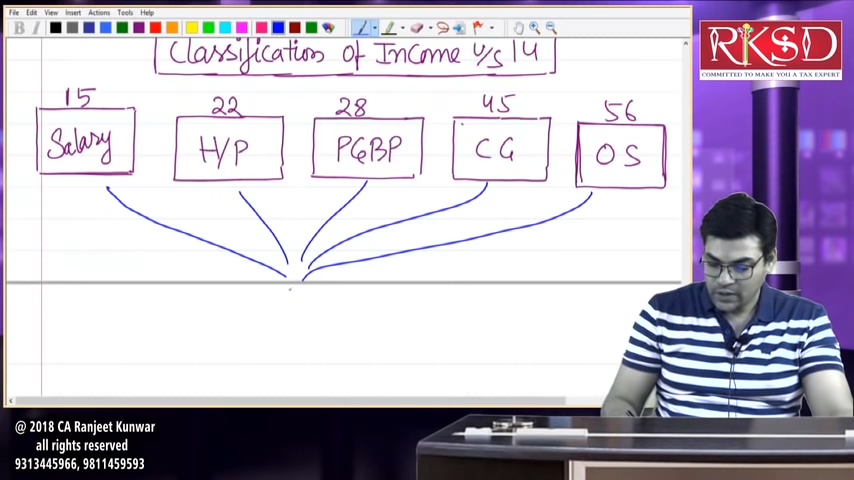 File Edit View Insert Actions Tools Help
B I
Classification of Income u/s 14
15 22 28 45 56
Salary H/P PGBP CG OS
RKSD
COMMITTED TO MAKE YOU A TAX EXPERT
@ 2018 CA Ranjeet Kunwar
all rights reserved
9313445966, 9811459593